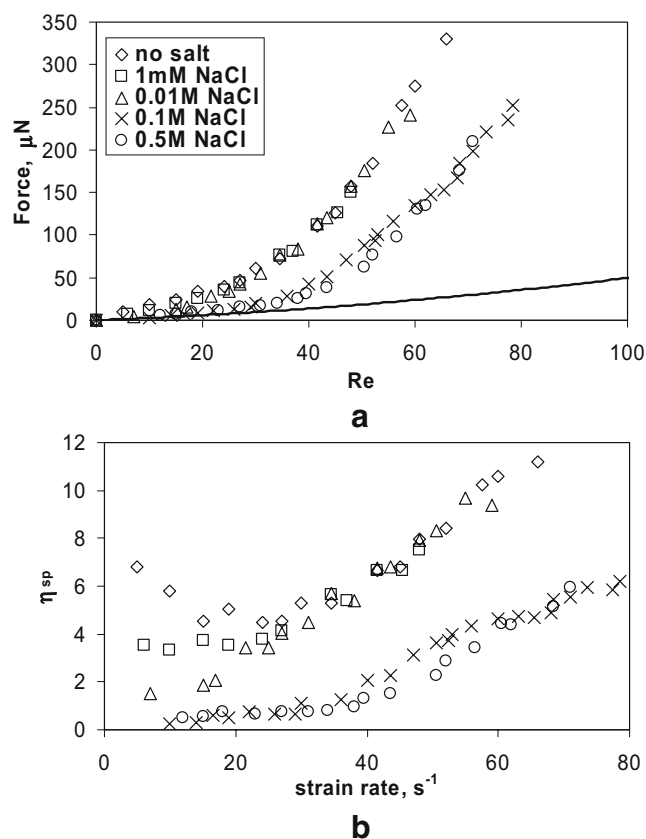 350
300
250
200
150
100
50
0
Force, μN
no salt
1mM NaCl
0.01M NaCl
0.1M NaCl
0.5M NaCl
0 20 40 60 80 100
Re
a
12
10
8
6
4
2
0
ηsp
0 20 40 60 80
strain rate, s⁻¹
b